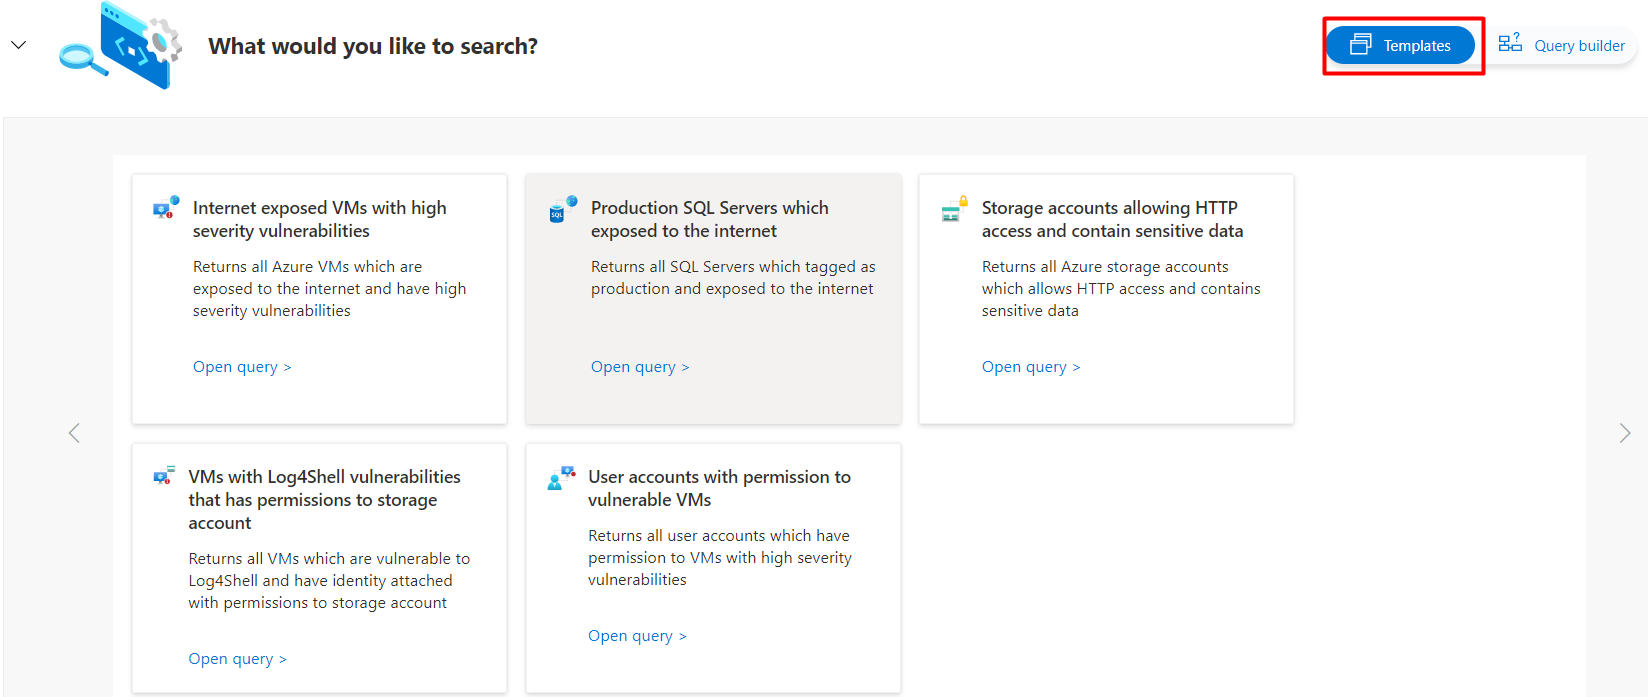 What would you like to search?
Templates
Query builder
Internet exposed VMs with high
severity vulnerabilities
Returns all Azure VMs which are
exposed to the internet and have high
severity vulnerabilities
Open query >
Production SQL Servers which
exposed to the internet
Returns all SQL Servers which tagged as
production and exposed to the internet
Open query >
Storage accounts allowing HTTP
access and contain sensitive data
Returns all Azure storage accounts
which allows HTTP access and contains
sensitive data
Open query >
VMs with Log4Shell vulnerabilities
that has permissions to storage
account
Returns all VMs which are vulnerable to
Log4Shell and have identity attached
with permissions to storage account
Open query >
User accounts with permission to
vulnerable VMs
Returns all user accounts which have
permission to VMs with high severity
vulnerabilities
Open query >